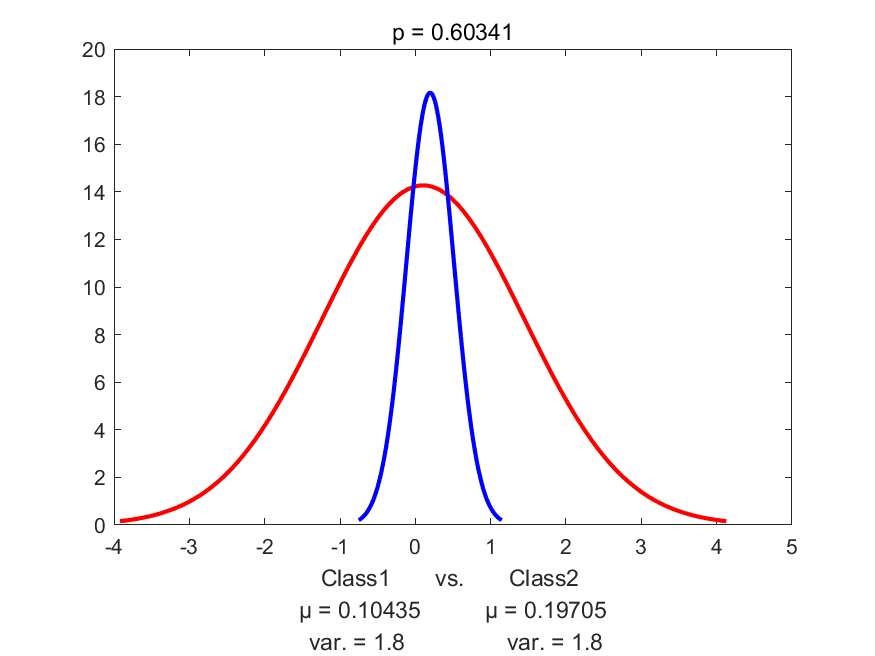 p = 0.60341
20
18
16
14
12
10
8
6
4
2
0
-4 -3 -2 -1 0 1 2 3 4 5
Class1 vs. Class2
μ = 0.10435 μ = 0.19705
var. = 1.8 var. = 1.8